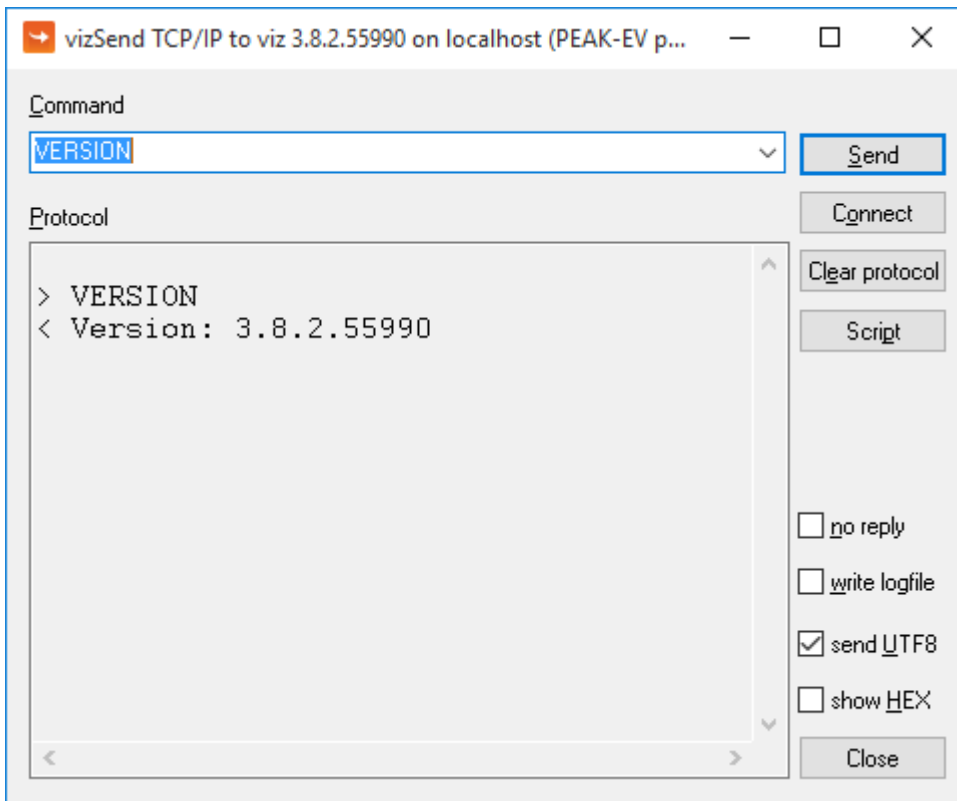 vizSend TCP/IP to viz 3.8.2.55990 on localhost (PEAK-EV p...
Command
VERSION
Send
Protocol
Connect
Clear protocol
Script
> VERSION
< Version: 3.8.2.55990
no reply
write logfile
send UTF8
show HEX
Close